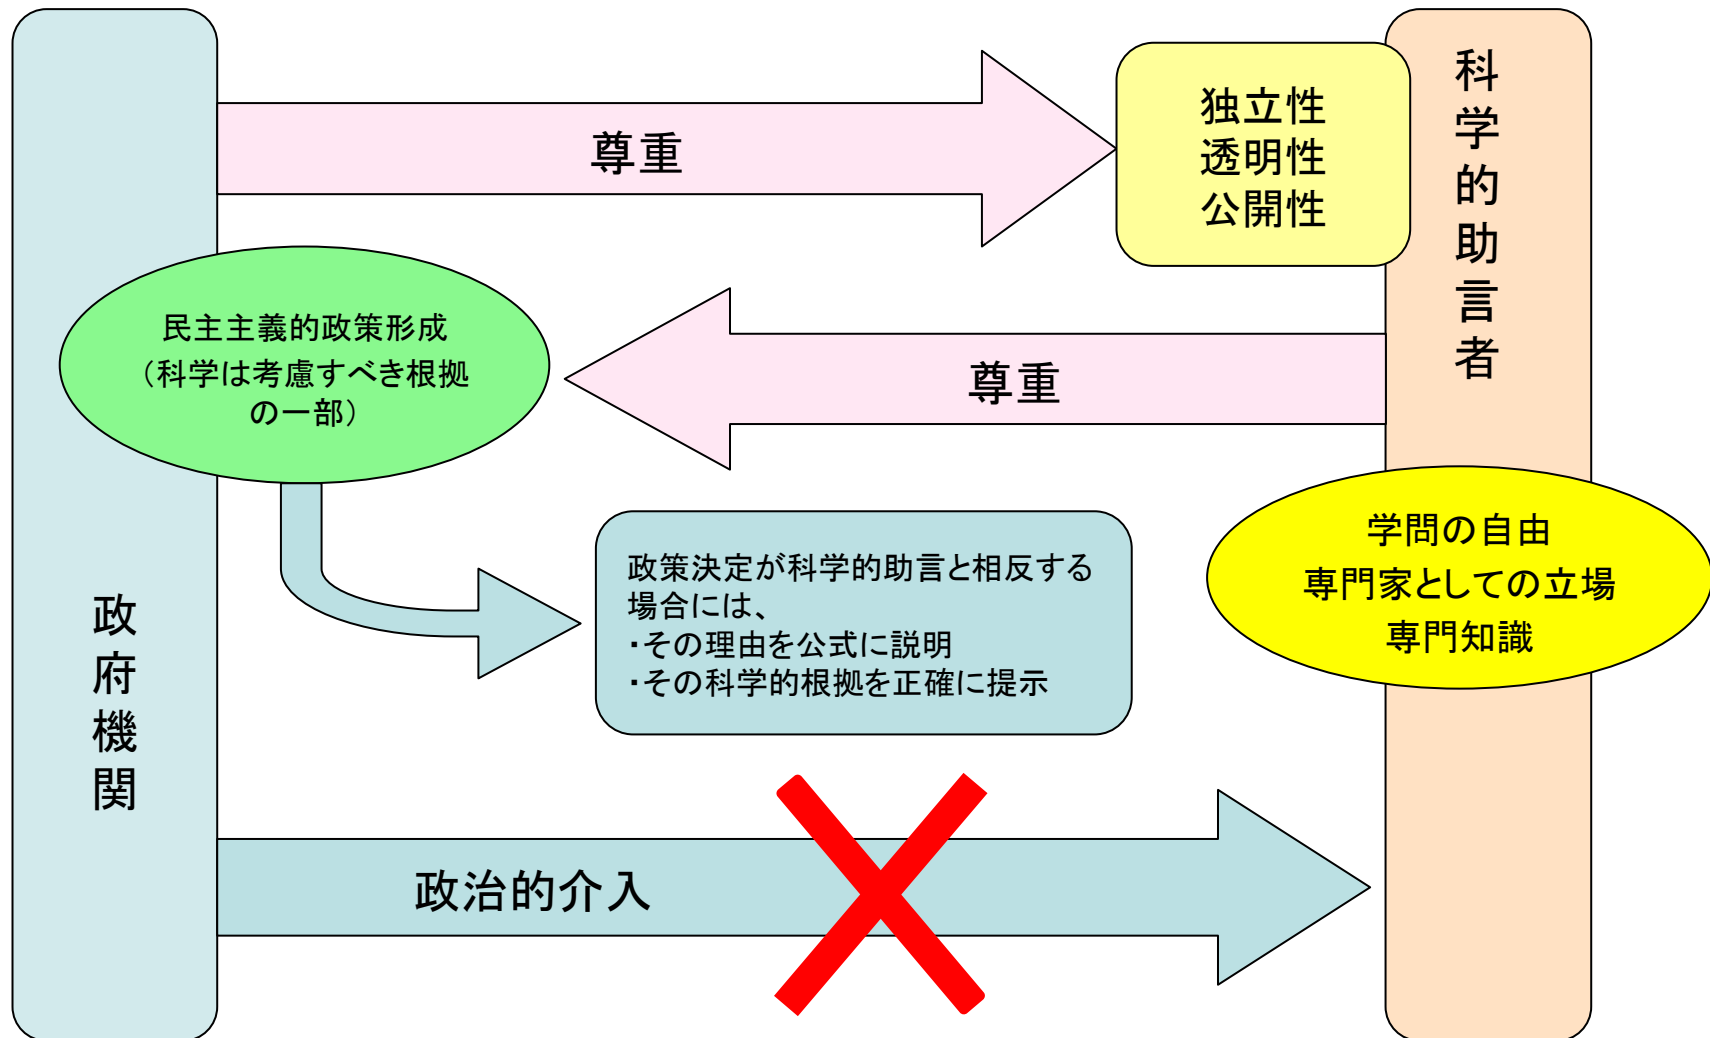 政府機関
尊重
独立性
透明性
公開性
科学的助言者
民主主義的政策形成
（科学は考慮すべき根拠
の一部）
尊重
政策決定が科学的助言と相反する
場合には、
・その理由を公式に説明
・その科学的根拠を正確に提示
学問の自由
専門家としての立場
専門知識
政治的介入